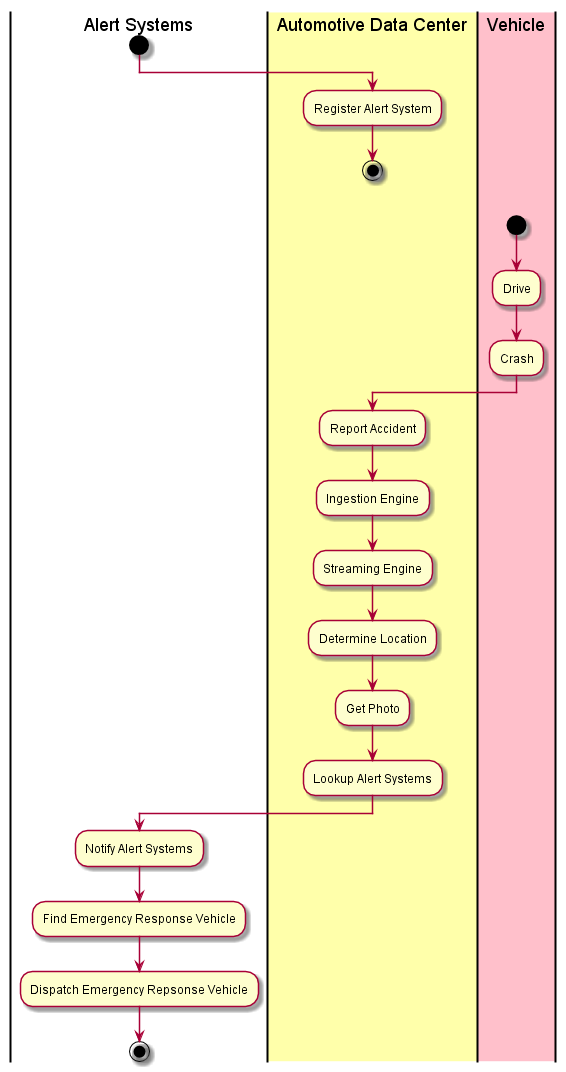 Alert Systems
Automotive Data Center
Vehicle
Register Alert System
Drive
Crash
Report Accident
Ingestion Engine
Streaming Engine
Determine Location
Get Photo
Lookup Alert Systems
Notify Alert Systems
Find Emergency Response Vehicle
Dispatch Emergency Repsonse Vehicle